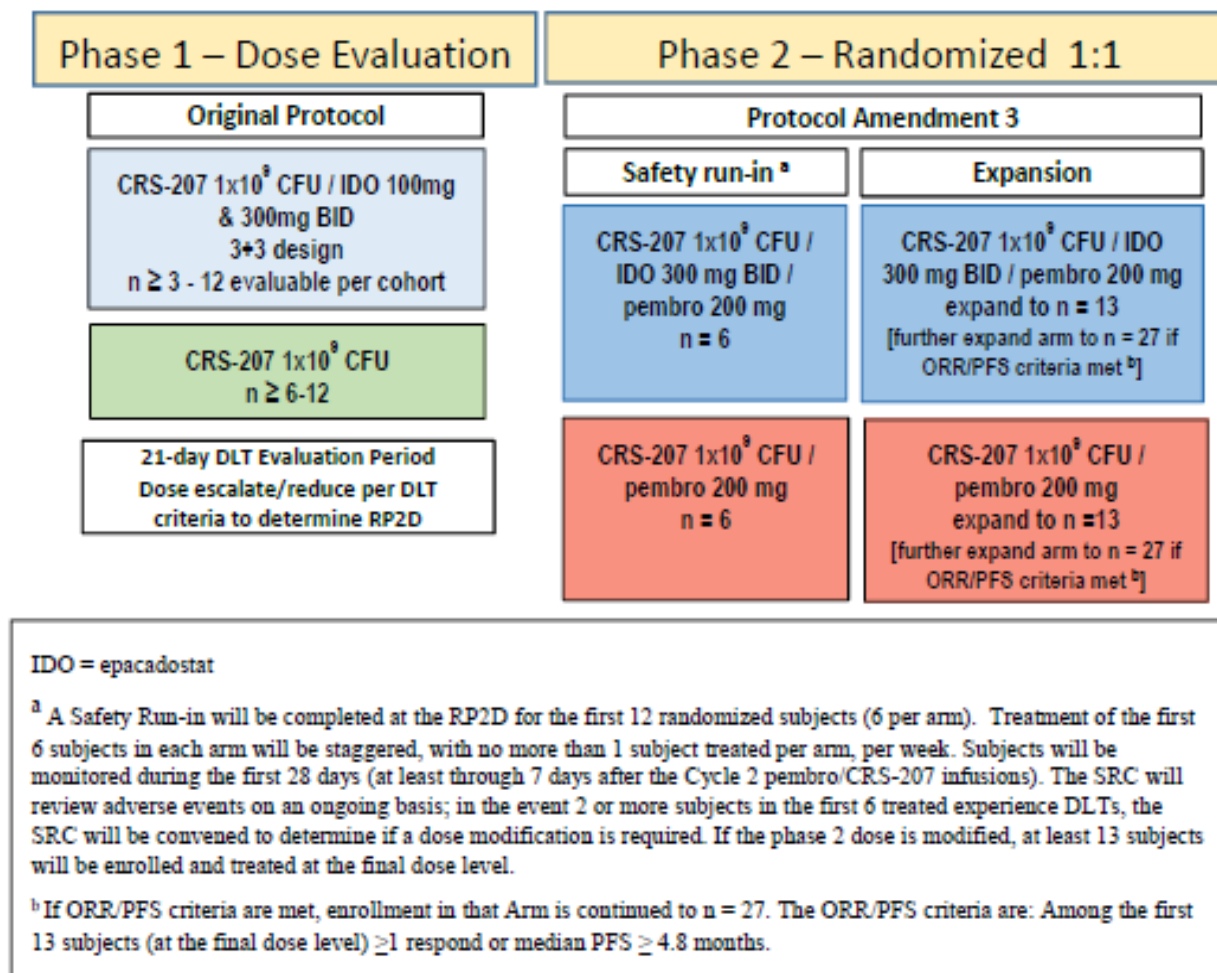 Phase 1 – Dose Evaluation
Phase 2 – Randomized 1:1
Original Protocol
CRS-207 1x10⁹ CFU / IDO 100mg
& 300mg BID
3+3 design
n ≥ 3 - 12 evaluable per cohort
CRS-207 1x10⁹ CFU
n ≥ 6-12
21-day DLT Evaluation Period
Dose escalate/reduce per DLT
criteria to determine RP2D
Protocol Amendment 3
Safety run-in ᵃ
Expansion
CRS-207 1x10⁹ CFU /
IDO 300 mg BID /
pembro 200 mg
n = 6
CRS-207 1x10⁹ CFU / IDO
300 mg BID / pembro 200 mg
expand to n = 13
[further expand arm to n = 27 if
ORR/PFS criteria met ᵇ]
CRS-207 1x10⁹ CFU /
pembro 200 mg
n = 6
CRS-207 1x10⁹ CFU /
pembro 200 mg
expand to n =13
[further expand arm to n = 27 if
ORR/PFS criteria met ᵇ]
IDO = epacadostat
ᵃ A Safety Run-in will be completed at the RP2D for the first 12 randomized subjects (6 per arm). Treatment of the first
6 subjects in each arm will be staggered, with no more than 1 subject treated per arm, per week. Subjects will be
monitored during the first 28 days (at least through 7 days after the Cycle 2 pembro/CRS-207 infusions). The SRC will
review adverse events on an ongoing basis; in the event 2 or more subjects in the first 6 treated experience DLTs, the
SRC will be convened to determine if a dose modification is required. If the phase 2 dose is modified, at least 13 subjects
will be enrolled and treated at the final dose level.
ᵇ If ORR/PFS criteria are met, enrollment in that Arm is continued to n = 27. The ORR/PFS criteria are: Among the first
13 subjects (at the final dose level) ≥1 respond or median PFS ≥ 4.8 months.